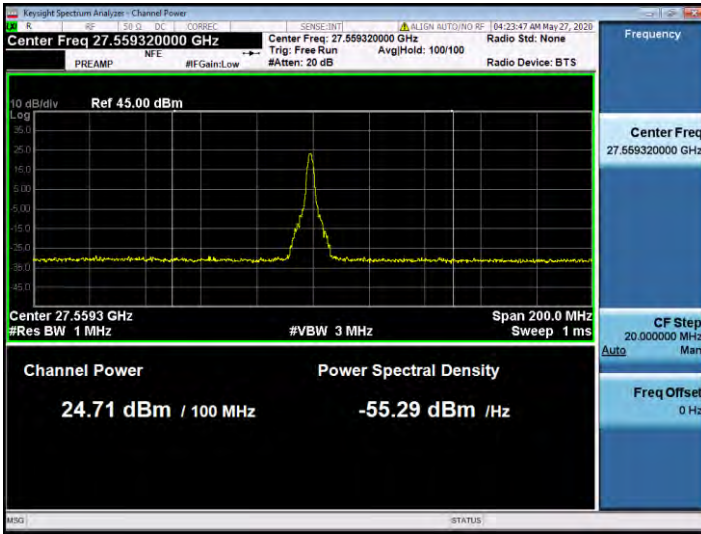 Keysight Spectrum Analyzer - Channel Power
R RF 50 Ω DC CORREC SENSE:INT ALIGN AUTO/NO RF 04:23:47 AM May 27, 2020
Center Freq 27.559320000 GHz
NFE
PREAMP #IFGain:Low
Center Freq: 27.559320000 GHz
Trig: Free Run Avg|Hold: 100/100
#Atten: 20 dB
Radio Std: None
Radio Device: BTS
10 dB/div Ref 45.00 dBm
Log
35.0
25.0
15.0
5.00
-5.00
-15.0
-25.0
-35.0
-45.0
Center 27.5593 GHz Span 200.0 MHz
#Res BW 1 MHz #VBW 3 MHz Sweep 1 ms
Channel Power Power Spectral Density
24.71 dBm / 100 MHz -55.29 dBm /Hz
Frequency
Center Freq
27.559320000 GHz
CF Step
20.000000 MHz
Auto Man
Freq Offset
0 Hz
MSG STATUS